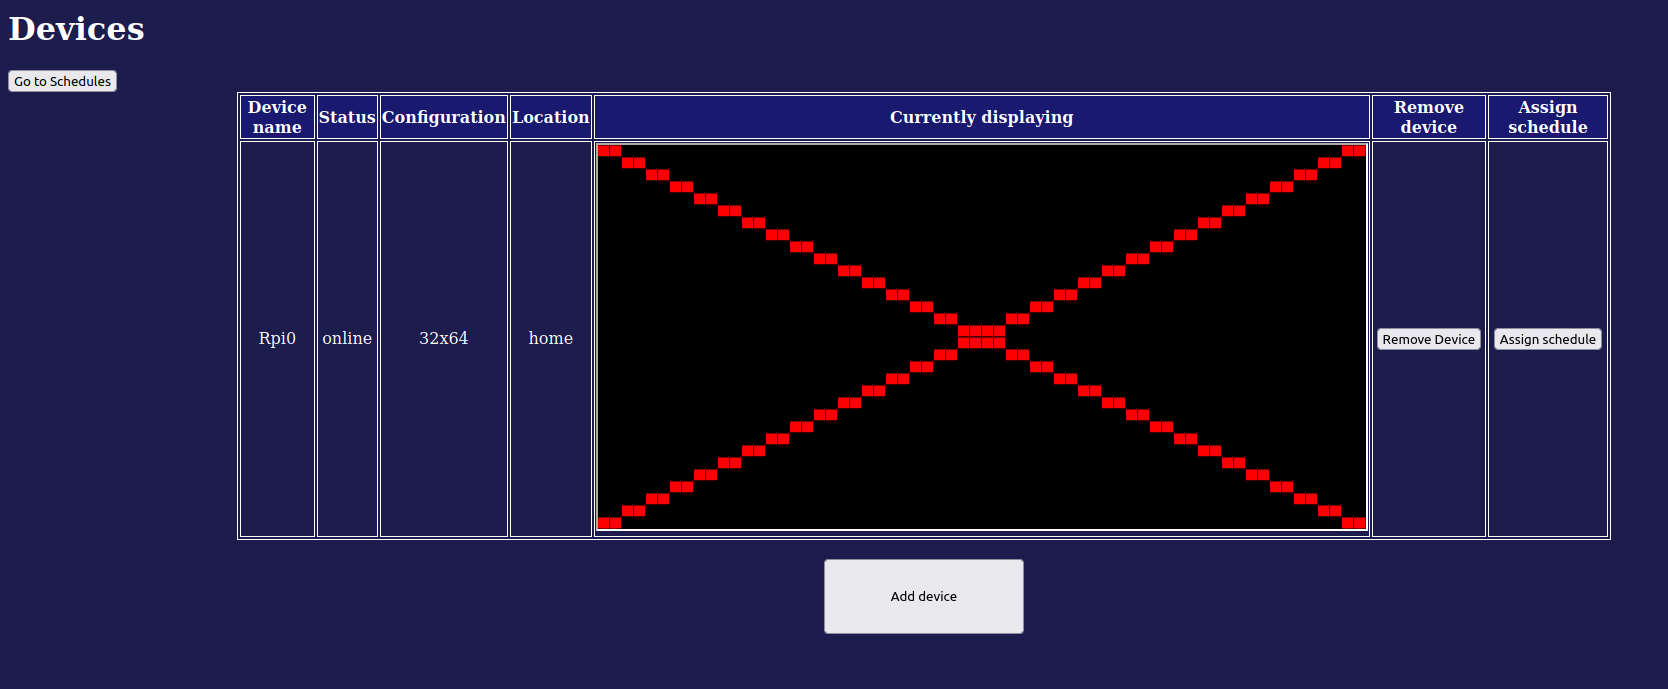 Devices
Go to Schedules
Device name
Status
Configuration
Location
Currently displaying
Remove device
Assign schedule
Rpi0
online
32x64
home
Remove Device
Assign schedule
Add device